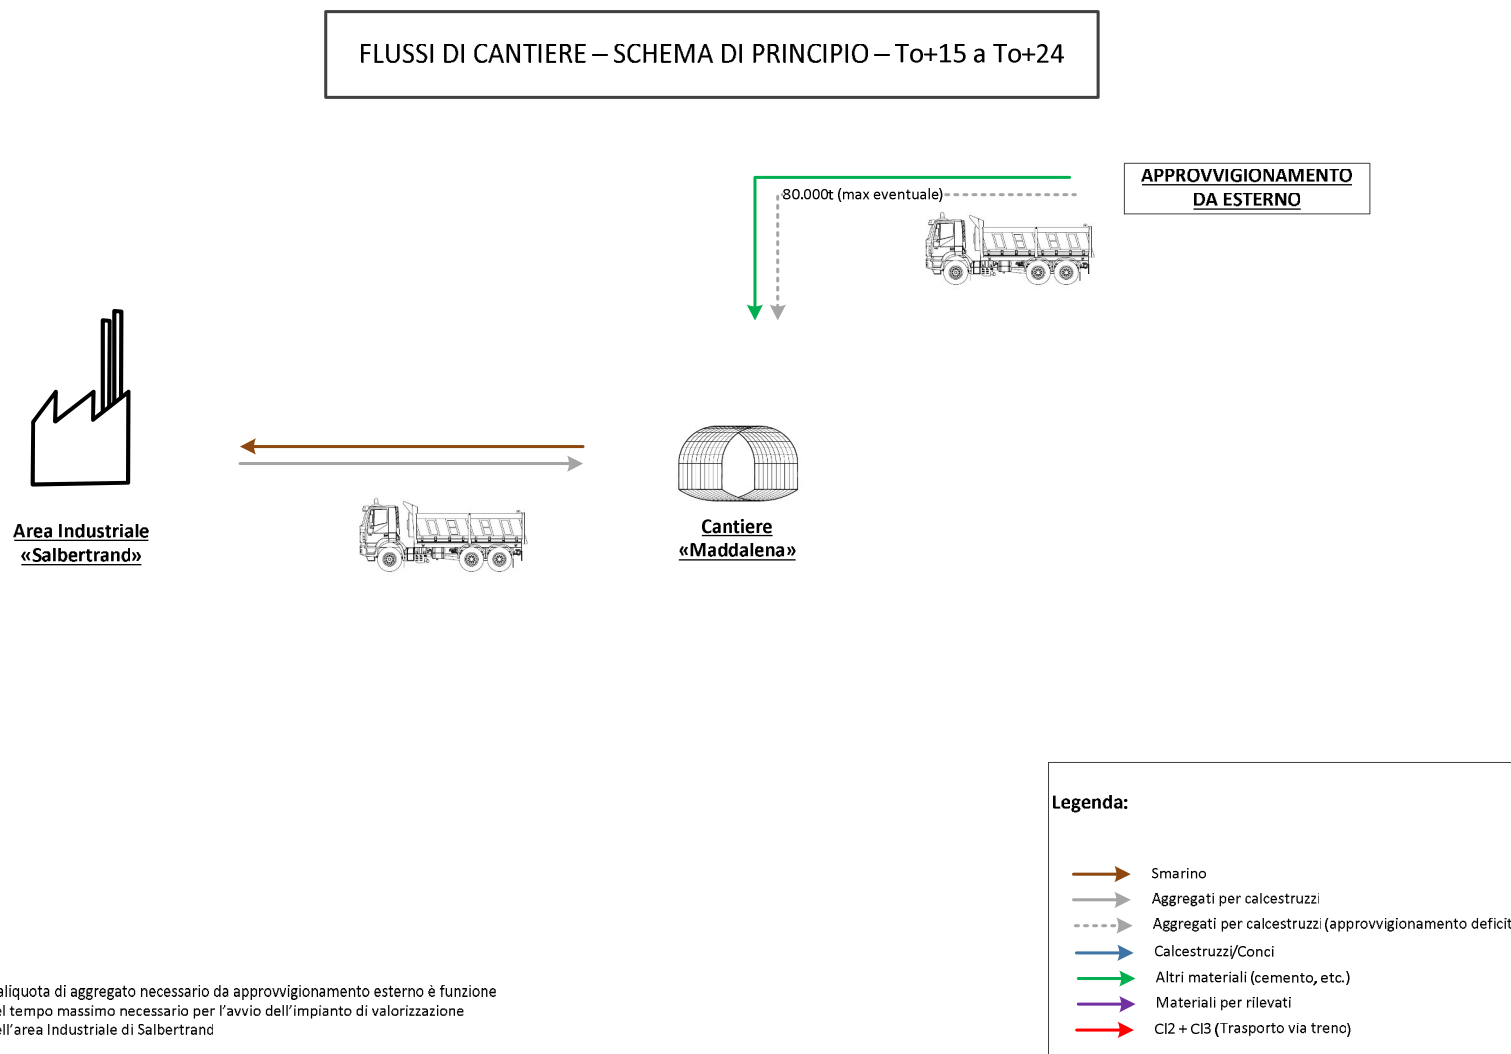 FLUSSI DI CANTIERE – SCHEMA DI PRINCIPIO – To+15 a To+24
APPROVVIGIONAMENTO
DA ESTERNO
80.000t (max eventuale)
Area Industriale
«Salbertrand»
Cantiere
«Maddalena»
Legenda:
Smarino
Aggregati per calcestruzzi
Aggregati per calcestruzzi (approvvigionamento deficit
Calcestruzzi/Conci
Altri materiali (cemento, etc.)
Materiali per rilevati
Cl2 + Cl3 (Trasporto via treno)
aliquota di aggregato necessario da approvvigionamento esterno è funzione
el tempo massimo necessario per l'avvio dell'impianto di valorizzazione
ell'area Industriale di Salbertrand